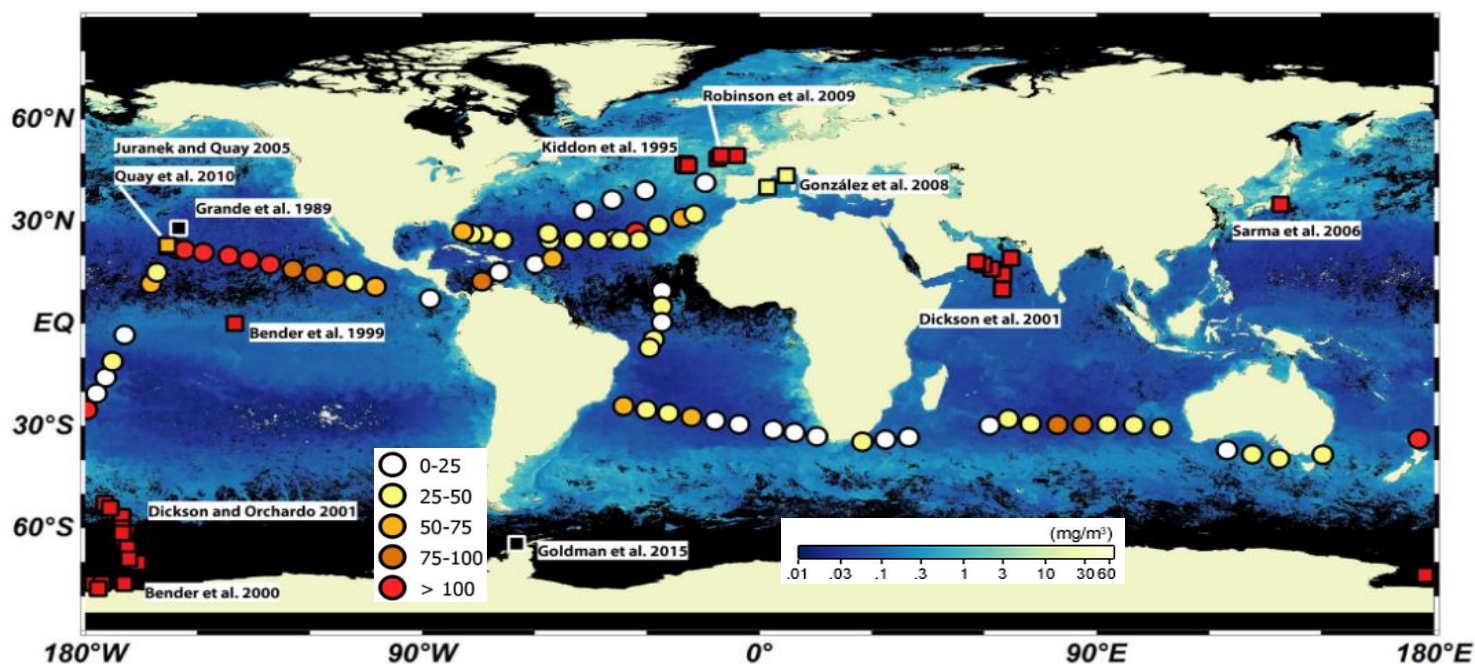 Robinson et al. 2009
60°N
Juranek and Quay 2005
Kiddon et al. 1995
Quay et al. 2010
González et al. 2008
Grande et al. 1989
30°N
Sarma et al. 2006
EQ
Bender et al. 1999
Dickson et al. 2001
30°S
0-25
25-50
Dickson and Orchardo 2001
50-75
60°S
(mg/m³)
75-100
Goldman et al. 2015
.01 .03 .1 .3 1 3 10 30 60
> 100
Bender et al. 2000
180°W 90°W 0° 90°E 180°E